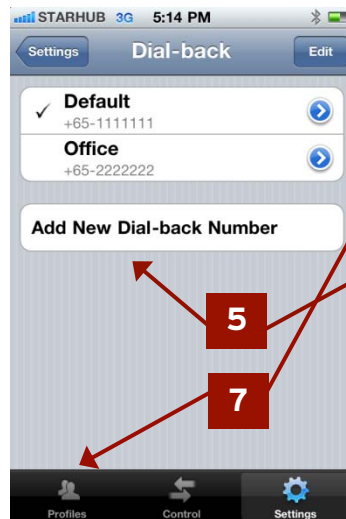 STARHUB 3G 5:14 PM
Settings Dial-back Edit
Default
+65-1111111
Office
+65-2222222
Add New Dial-back Number
5
7
Profiles Control Settings